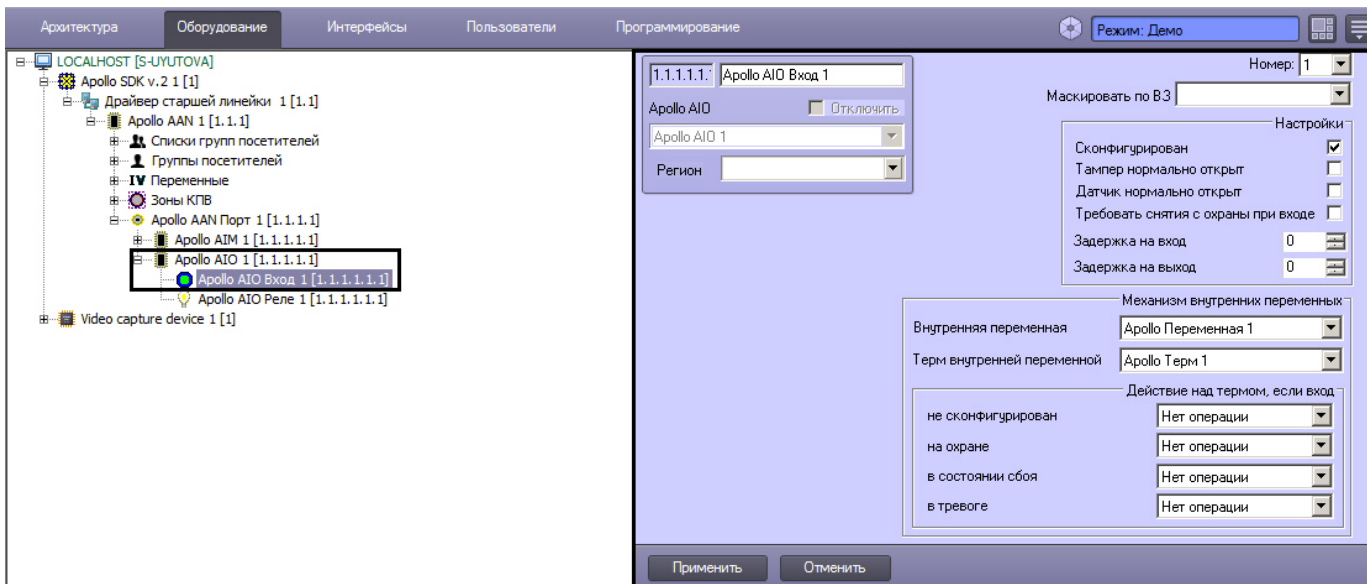 Архитектура Оборудование Интерфейсы Пользователи Программирование Режим: Демо
LOCALHOST [S-UYUTOVA]
Apollo SDK v.2 1 [1]
Драйвер старшей линейки 1 [1.1]
Apollo AAN 1 [1.1.1]
Списки групп посетителей
Группы посетителей
IV Переменные
Зоны КПВ
Apollo AAN Порт 1 [1.1.1.1]
Apollo AIM 1 [1.1.1.1.1]
Apollo AIO 1 [1.1.1.1.1]
Apollo AIO Вход 1 [1.1.1.1.1.1]
Apollo AIO Реле 1 [1.1.1.1.1.1]
Video capture device 1 [1]
1.1.1.1.1. Apollo AIO Вход 1
Apollo AIO Отключить
Apollo AIO 1
Регион
Номер: 1
Маскировать по ВЗ
Настройки
Сконфигурирован
Тампер нормально открыт
Датчик нормально открыт
Требовать снятия с охраны при входе
Задержка на вход 0
Задержка на выход 0
Механизм внутренних переменных
Внутренняя переменная Apollo Переменная 1
Терм внутренней переменной Apollo Терм 1
Действие над термом, если вход
не сконфигурирован Нет операции
на охране Нет операции
в состоянии сбоя Нет операции
в тревоге Нет операции
Применить Отменить